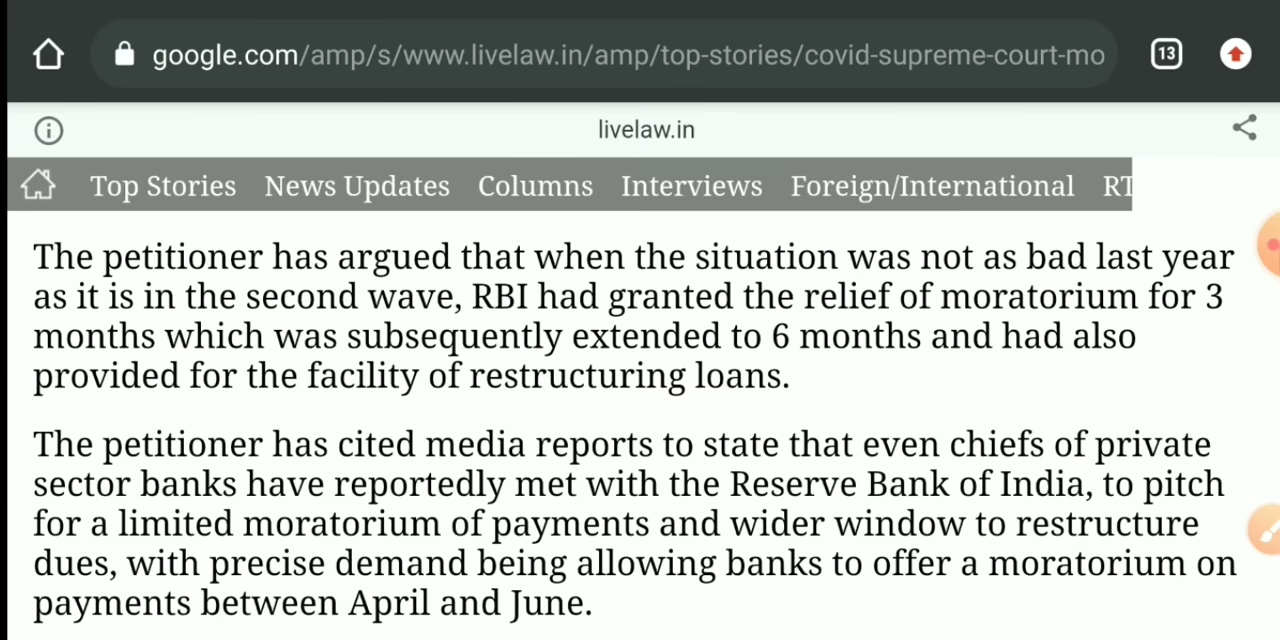 google.com/amp/s/www.livelaw.in/amp/top-stories/covid-supreme-court-mo
13
livelaw.in
Top Stories News Updates Columns Interviews Foreign/International RT
The petitioner has argued that when the situation was not as bad last year
as it is in the second wave, RBI had granted the relief of moratorium for 3
months which was subsequently extended to 6 months and had also
provided for the facility of restructuring loans.
The petitioner has cited media reports to state that even chiefs of private
sector banks have reportedly met with the Reserve Bank of India, to pitch
for a limited moratorium of payments and wider window to restructure
dues, with precise demand being allowing banks to offer a moratorium on
payments between April and June.